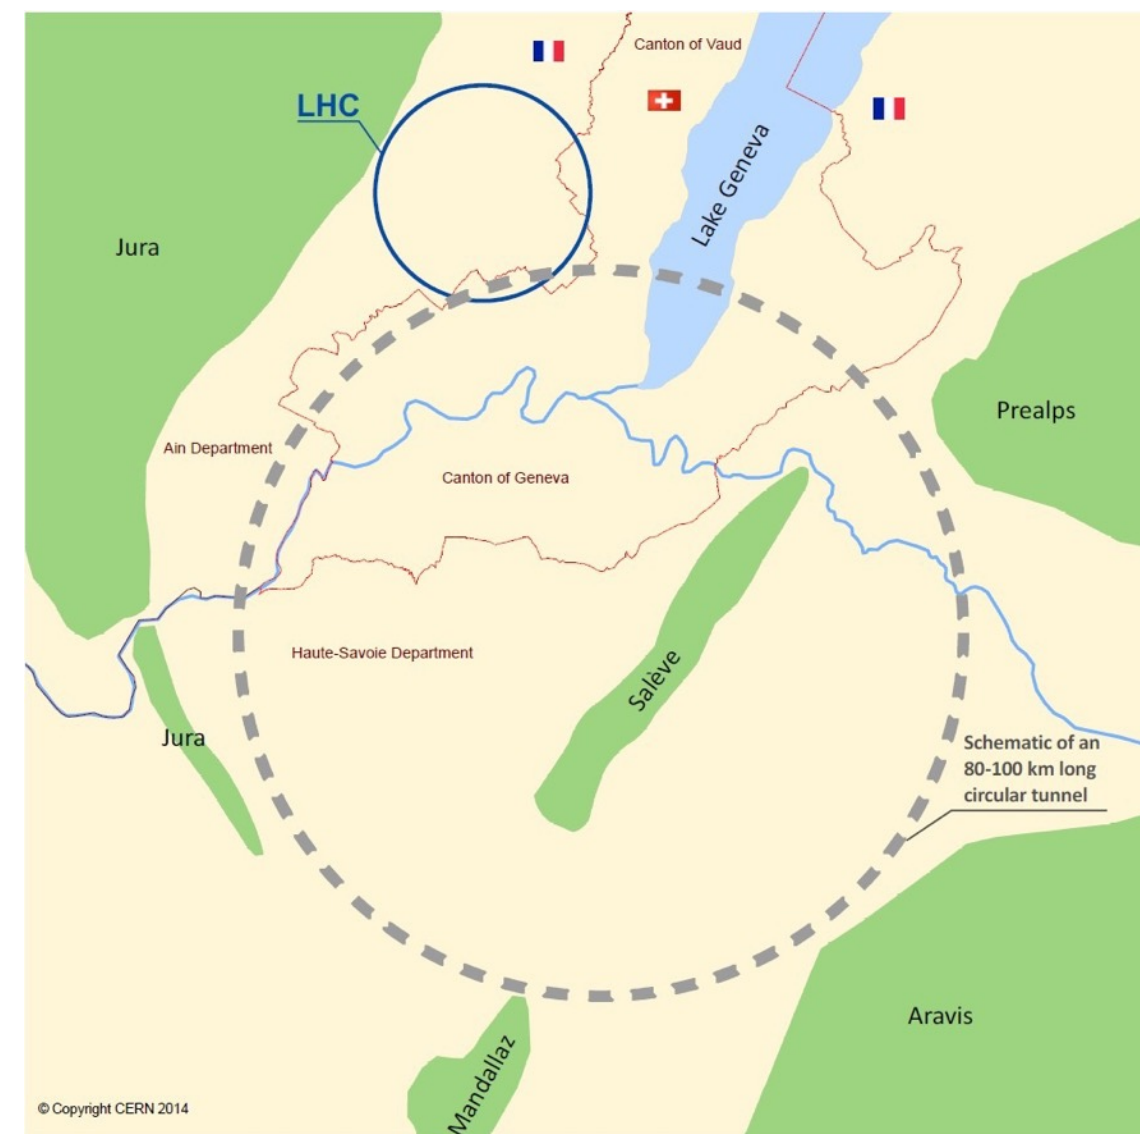 Canton of Vaud
LHC
Lake Geneva
Jura
Prealps
Ain Department
Canton of Geneva
Haute-Savoie Department
Salève
Jura
Schematic of an
80-100 km long
circular tunnel
Aravis
Mandallaz
© Copyright CERN 2014